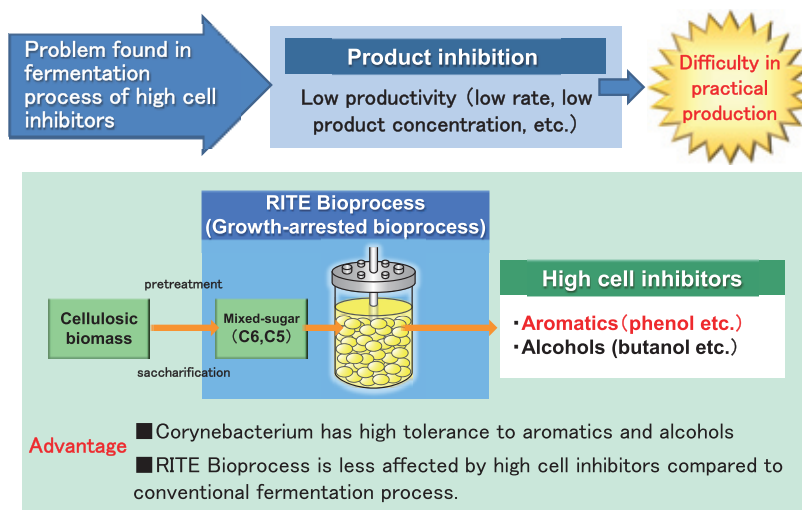 Problem found in
fermentation
process of high cell
inhibitors
Product inhibition
Low productivity (low rate, low
product concentration, etc.)
Difficulty in
practical
production
RITE Bioprocess
(Growth-arrested bioprocess)
pretreatment
Cellulosic
biomass
saccharification
Mixed-sugar
(C6,C5)
High cell inhibitors
・Aromatics(phenol etc.)
・Alcohols (butanol etc.)
Advantage
■Corynebacterium has high tolerance to aromatics and alcohols
■RITE Bioprocess is less affected by high cell inhibitors compared to
conventional fermentation process.